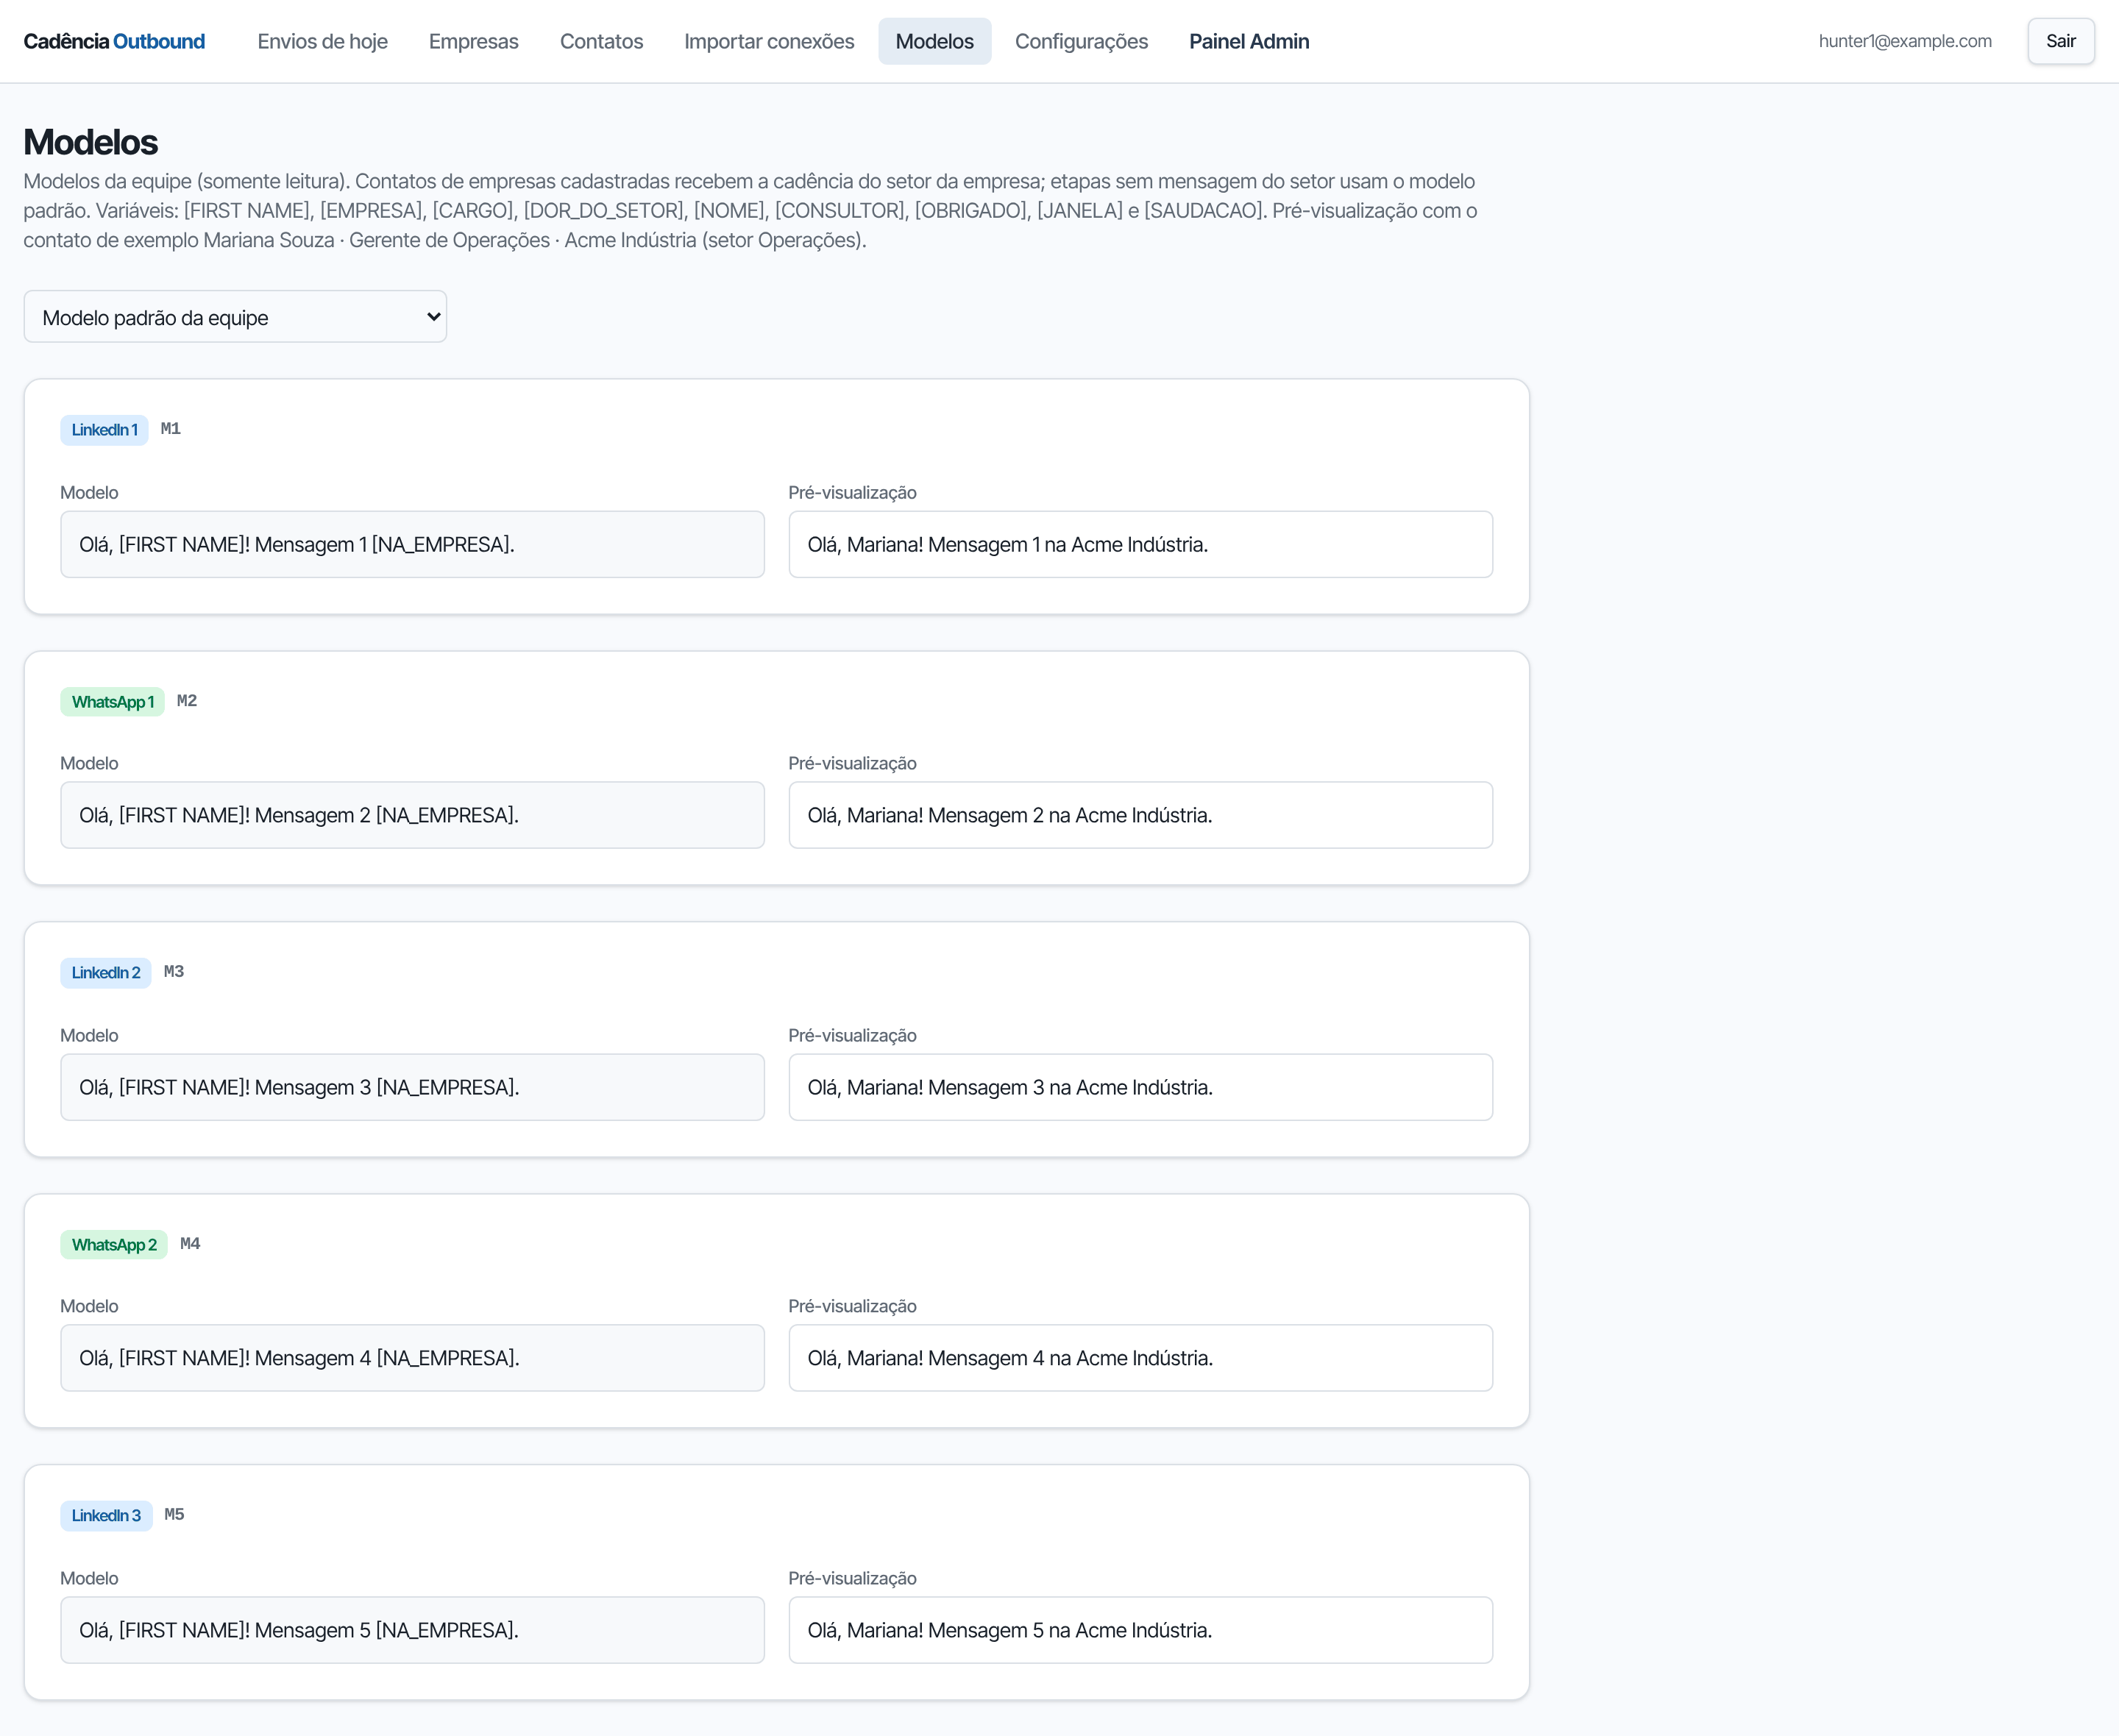 Cadência Outbound Envios de hoje Empresas Contatos Importar conexões Modelos Configurações Painel Admin hunter1@example.com Sair
Modelos
Modelos da equipe (somente leitura). Contatos de empresas cadastradas recebem a cadência do setor da empresa; etapas sem mensagem do setor usam o modelo
padrão. Variáveis: [FIRST NAME], [EMPRESA], [CARGO], [DOR_DO_SETOR], [NOME], [CONSULTOR], [OBRIGADO], [JANELA] e [SAUDACAO]. Pré-visualização com o
contato de exemplo Mariana Souza · Gerente de Operações · Acme Indústria (setor Operações).
Modelo padrão da equipe
LinkedIn 1 M1
Modelo Pré-visualização
Olá, [FIRST NAME]! Mensagem 1 [NA_EMPRESA]. Olá, Mariana! Mensagem 1 na Acme Indústria.
WhatsApp 1 M2
Modelo Pré-visualização
Olá, [FIRST NAME]! Mensagem 2 [NA_EMPRESA]. Olá, Mariana! Mensagem 2 na Acme Indústria.
LinkedIn 2 M3
Modelo Pré-visualização
Olá, [FIRST NAME]! Mensagem 3 [NA_EMPRESA]. Olá, Mariana! Mensagem 3 na Acme Indústria.
WhatsApp 2 M4
Modelo Pré-visualização
Olá, [FIRST NAME]! Mensagem 4 [NA_EMPRESA]. Olá, Mariana! Mensagem 4 na Acme Indústria.
LinkedIn 3 M5
Modelo Pré-visualização
Olá, [FIRST NAME]! Mensagem 5 [NA_EMPRESA]. Olá, Mariana! Mensagem 5 na Acme Indústria.